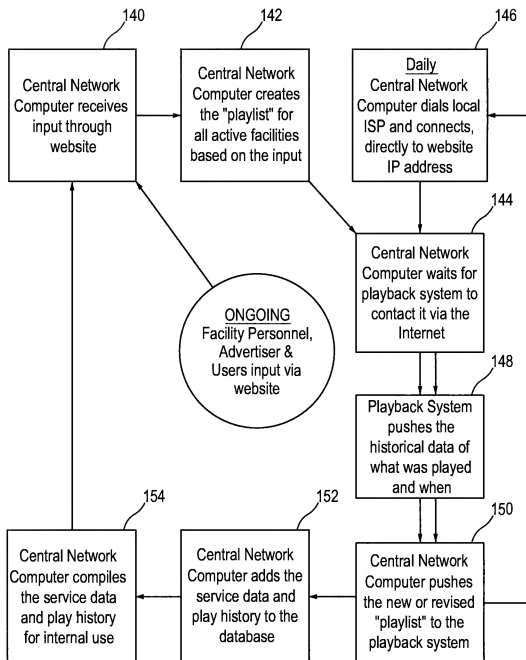 140
Central Network
Computer receives
input through
website
142
Central Network
Computer creates
the "playlist" for
all active facilities
based on the input
146
Daily
Central Network
Computer dials local
ISP and connects,
directly to website
IP address
144
Central Network
Computer waits for
playback system to
contact it via the
Internet
ONGOING
Facility Personnel,
Advertiser &
Users input via
website
148
Playback System
pushes the
historical data of
what was played
and when
154
Central Network
Computer compiles
the service data
and play history
for internal use
152
Central Network
Computer adds the
service data and
play history to the
database
150
Central Network
Computer pushes
the new or revised
"playlist" to the
playback system